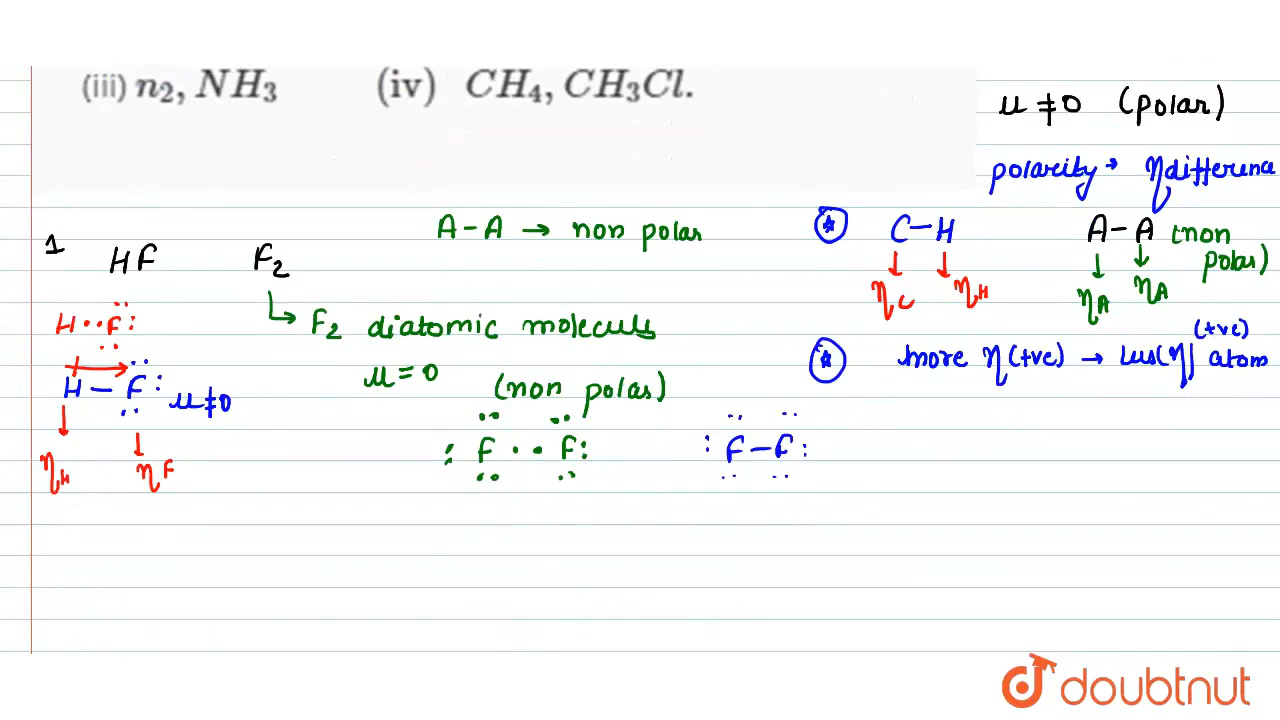 (iii) n₂, NH₃ (iv) CH₄, CH₃Cl.
μ ≠ 0 (polar)
polarity → η difference
1
HF
F₂
A-A → non polar
C-H
A-A (non polar)
ηC ηH
ηA ηA
H··F:
F₂ diatomic molecule
μ = 0
(non polar)
more η (+ve) → (η) (+ve) atom
H-F: μ≠0
ηH ηF
:F··F:
:F-F:
doubtnut